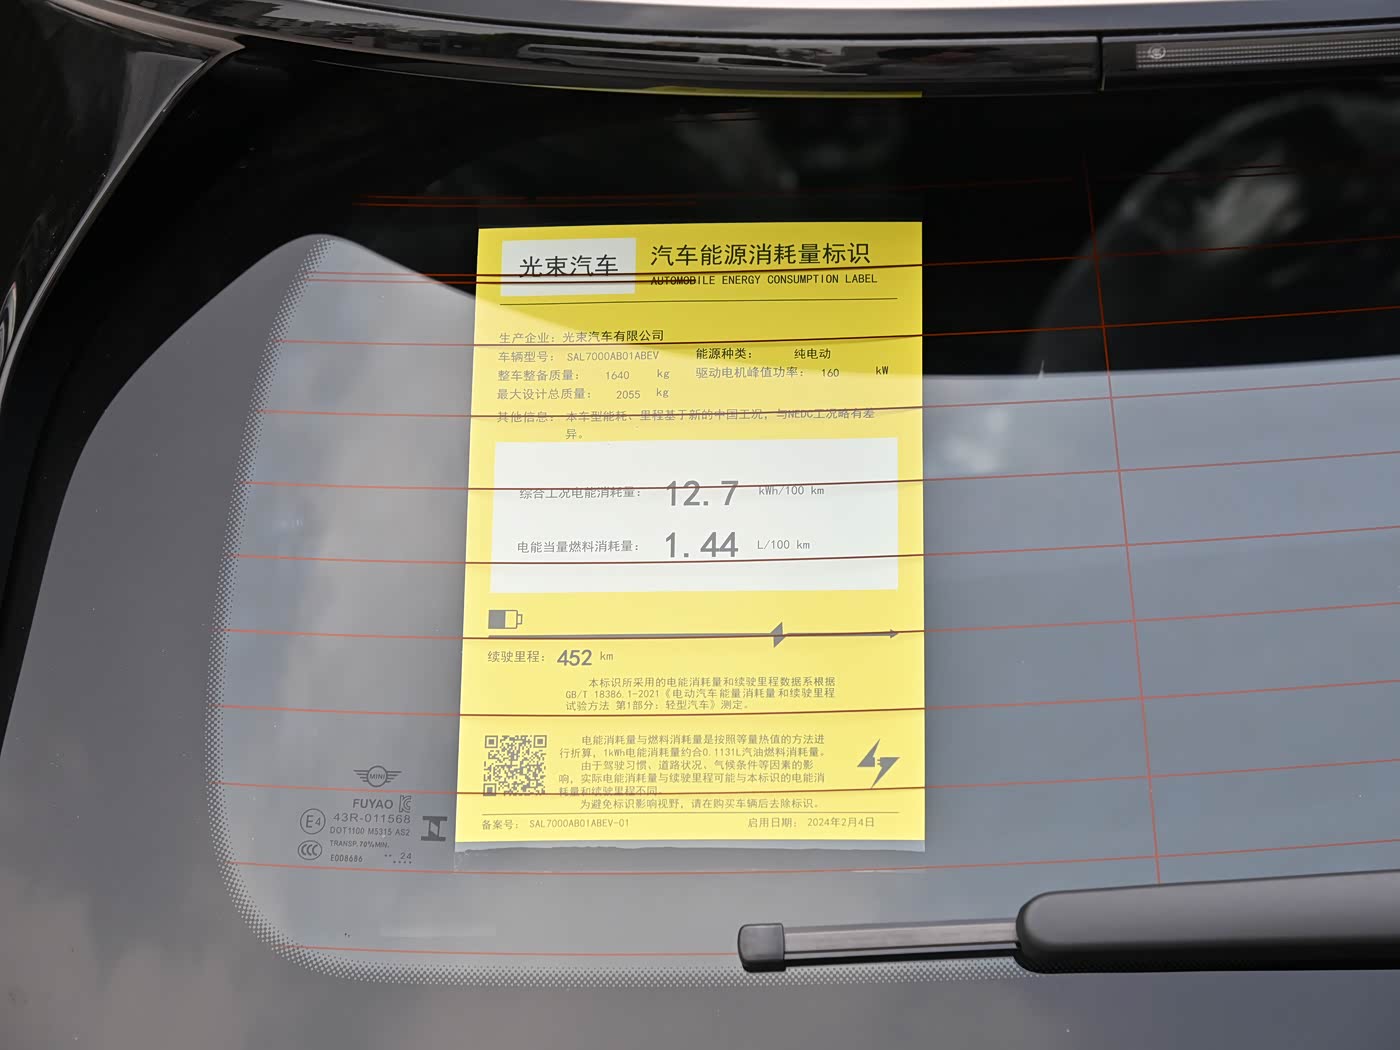 光束汽车
汽车能源消耗量标识
AUTOMOBILE ENERGY CONSUMPTION LABEL
生产企业: 光束汽车有限公司
车辆型号: SAL7000AB01ABEV 能源种类: 纯电动
整车整备质量: 1640 kg 驱动电机峰值功率: 160 kW
最大设计总质量: 2055 kg
其他信息: 本车型能耗、里程基于新的中国工况, 与NEDC工况略有差
异。
综合工况电能消耗量: 12.7 kWh/100 km
电能当量燃料消耗量: 1.44 L/100 km
续驶里程: 452 km
本标识所采用的电能消耗量和续驶里程数据系根据
GB/T 18386.1-2021《电动汽车能量消耗量和续驶里程
试验方法 第1部分: 轻型汽车》测定。
电能消耗量与燃料消耗量是按照等量热值的方法进
行折算, 1kWh电能消耗量约合0.1131L汽油燃料消耗量。
由于驾驶习惯、道路状况、气候条件等因素的影
响, 实际电能消耗量与续驶里程可能与本标识的电能消
耗量和续驶里程不同。
为避免标识影响视野, 请在购买车辆后去除标识。
备案号: SAL7000AB01ABEV-01 启用日期: 2024年2月4日
MINI
FUYAO
E4 43R-011568
DOT1100 M5315 AS2
CCC TRANSP.70%MIN.
E008686 ..24